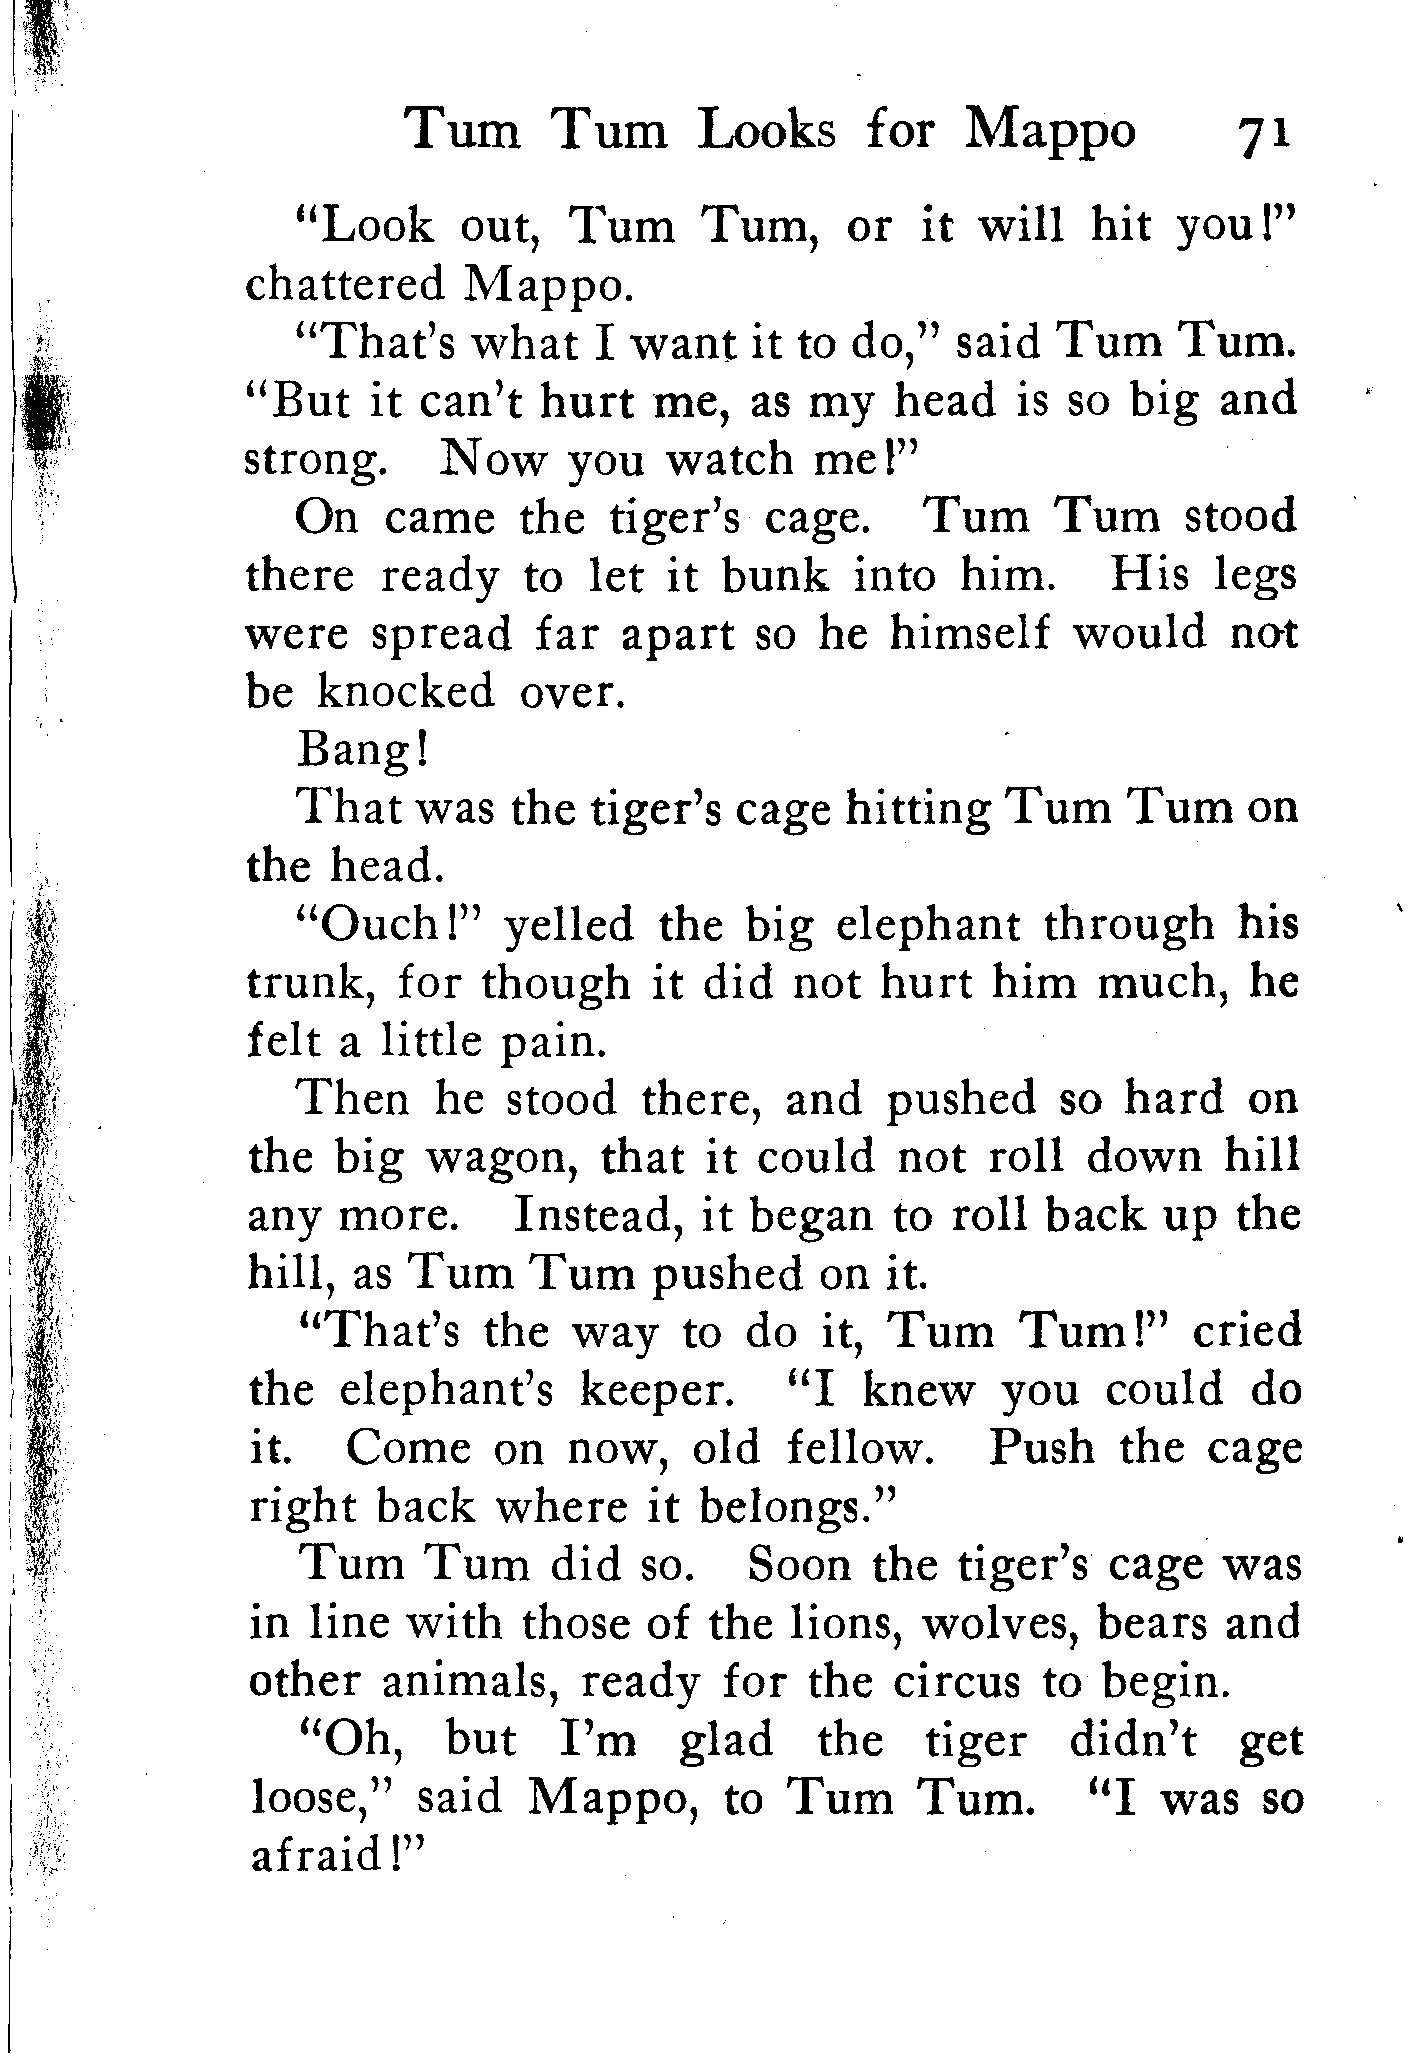 Tum Tum Looks for Mappo 71
"Look out, Tum Tum, or it will hit you!"
chattered Mappo.
"That's what I want it to do," said Tum Tum.
"But it can't hurt me, as my head is so big and
strong. Now you watch me!"
On came the tiger's cage. Tum Tum stood
there ready to let it bunk into him. His legs
were spread far apart so he himself would not
be knocked over.
Bang!
That was the tiger's cage hitting Tum Tum on
the head.
"Ouch!" yelled the big elephant through his
trunk, for though it did not hurt him much, he
felt a little pain.
Then he stood there, and pushed so hard on
the big wagon, that it could not roll down hill
any more. Instead, it began to roll back up the
hill, as Tum Tum pushed on it.
"That's the way to do it, Tum Tum!" cried
the elephant's keeper. "I knew you could do
it. Come on now, old fellow. Push the cage
right back where it belongs."
Tum Tum did so. Soon the tiger's cage was
in line with those of the lions, wolves, bears and
other animals, ready for the circus to begin.
"Oh, but I'm glad the tiger didn't get
loose," said Mappo, to Tum Tum. "I was so
afraid!"